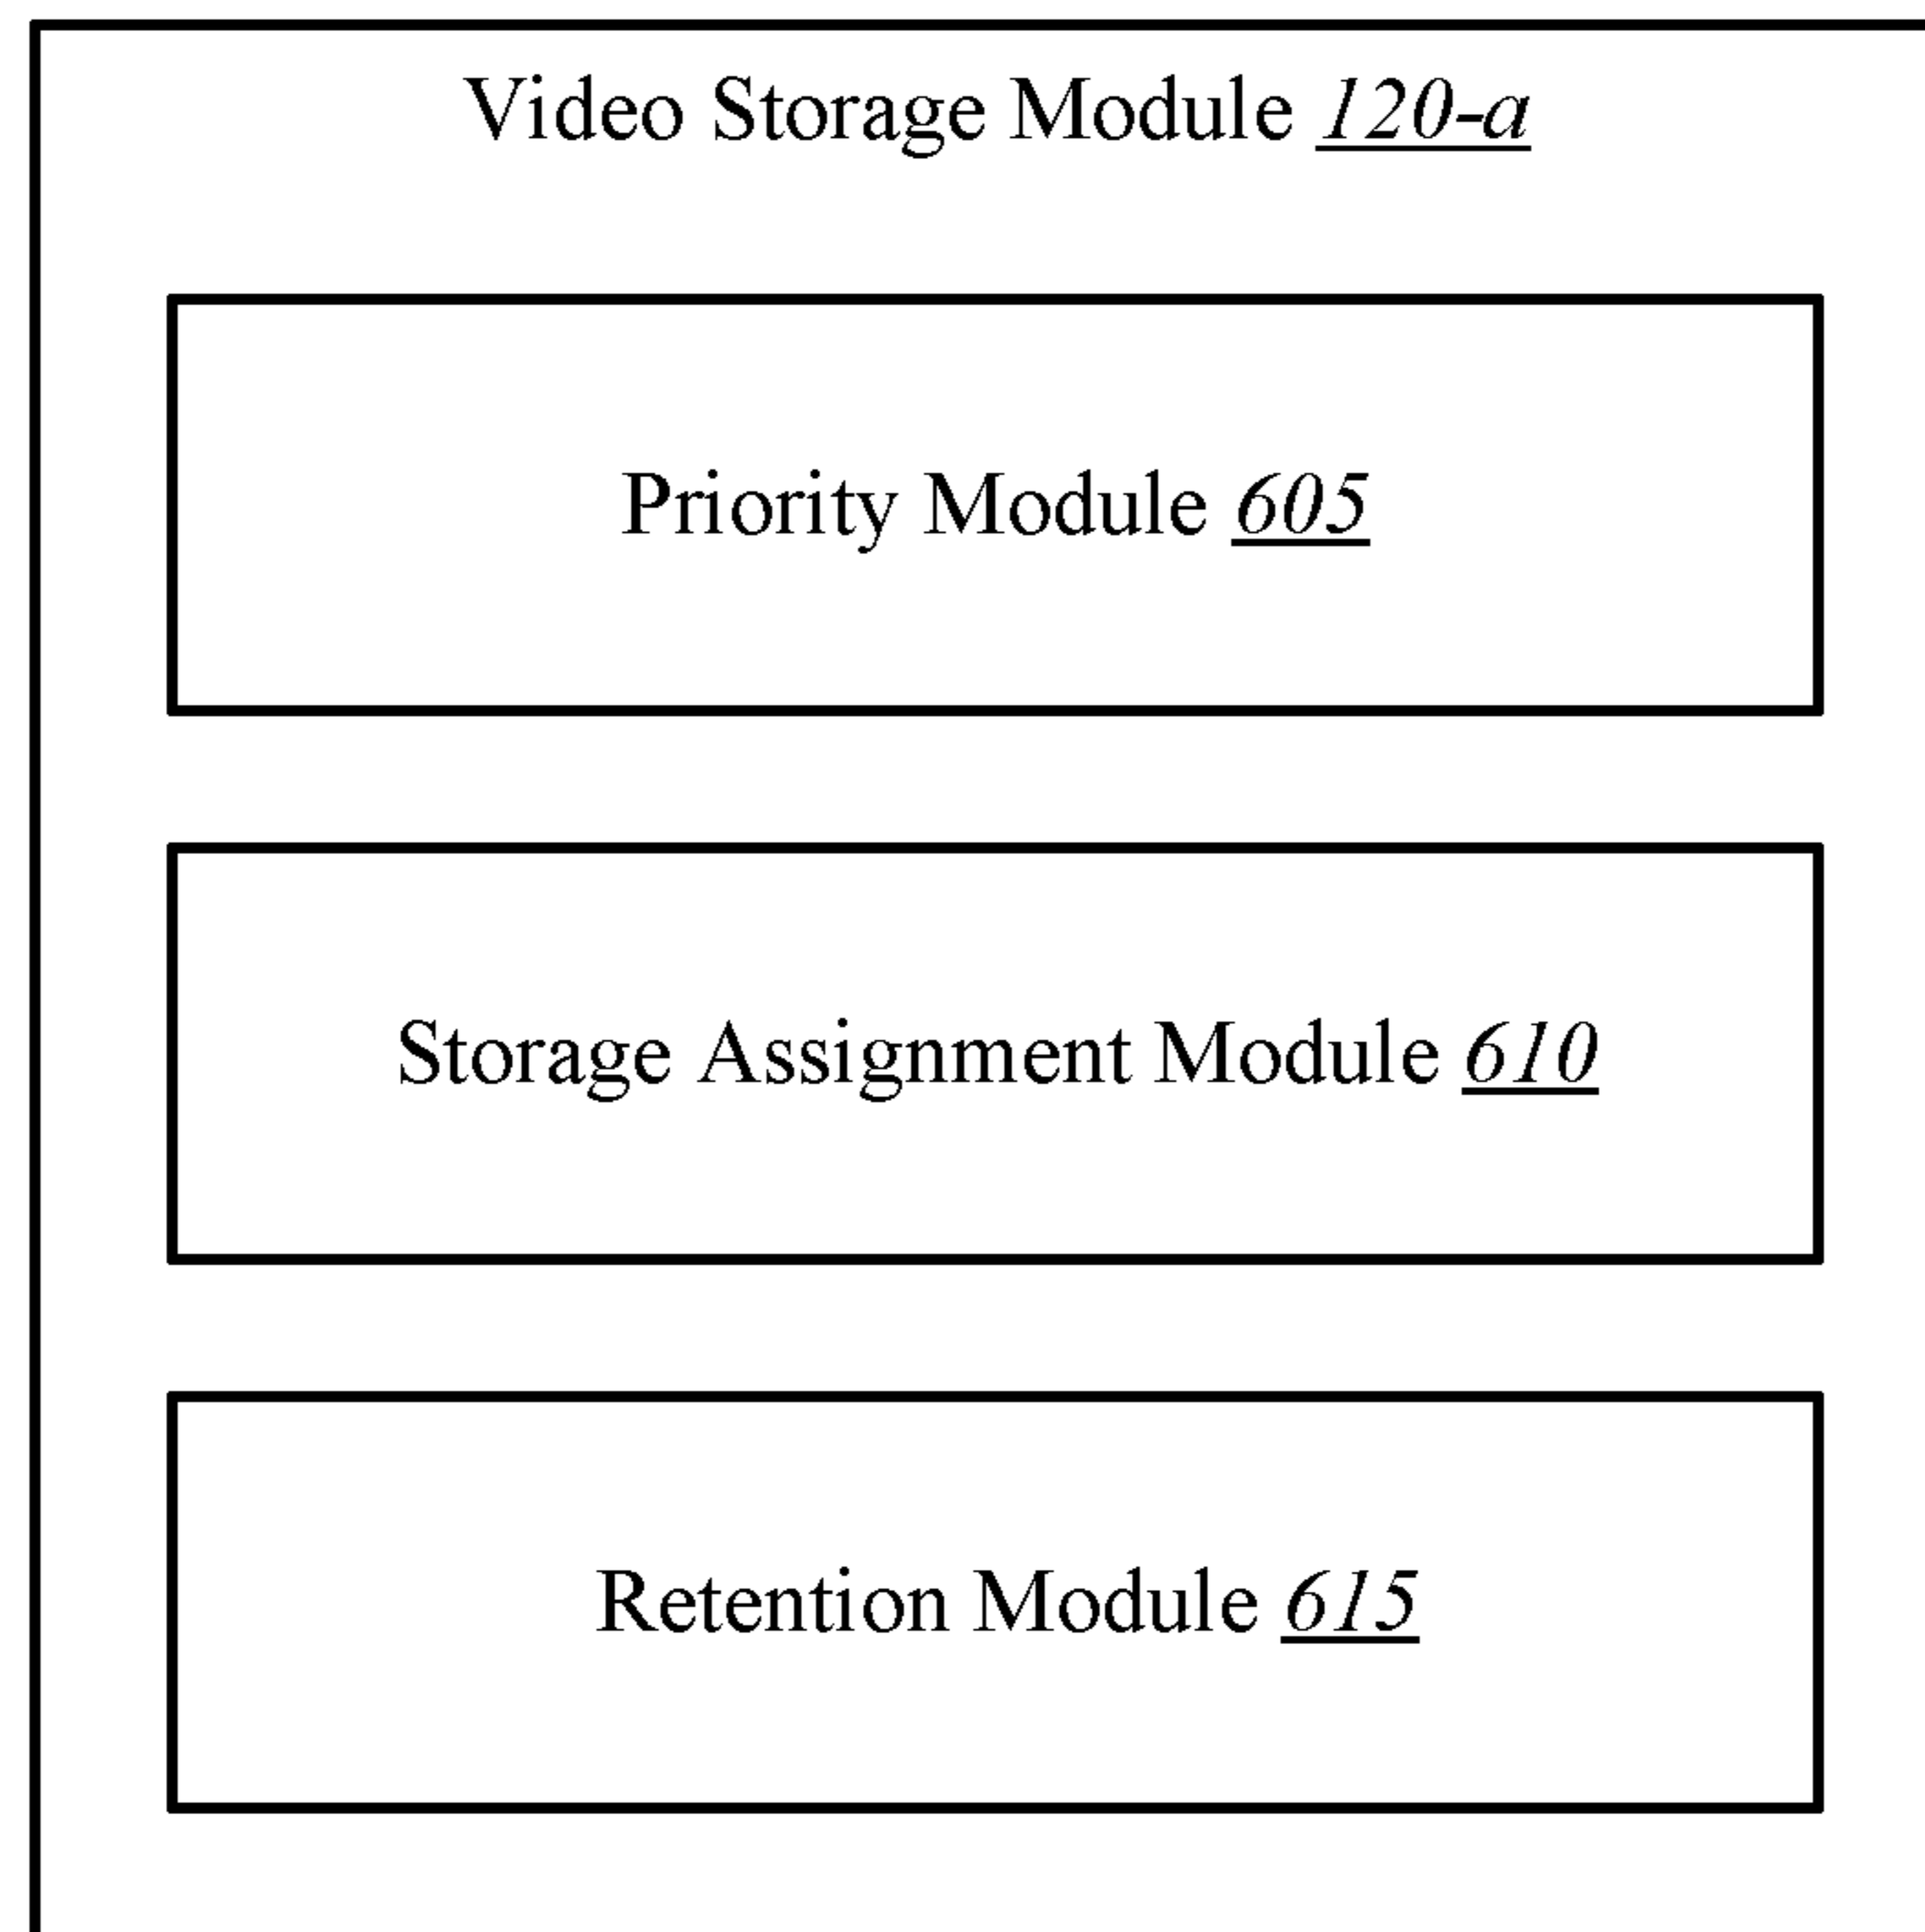 Video Storage Module 120-a
Priority Module 605
Storage Assignment Module 610
Retention Module 615